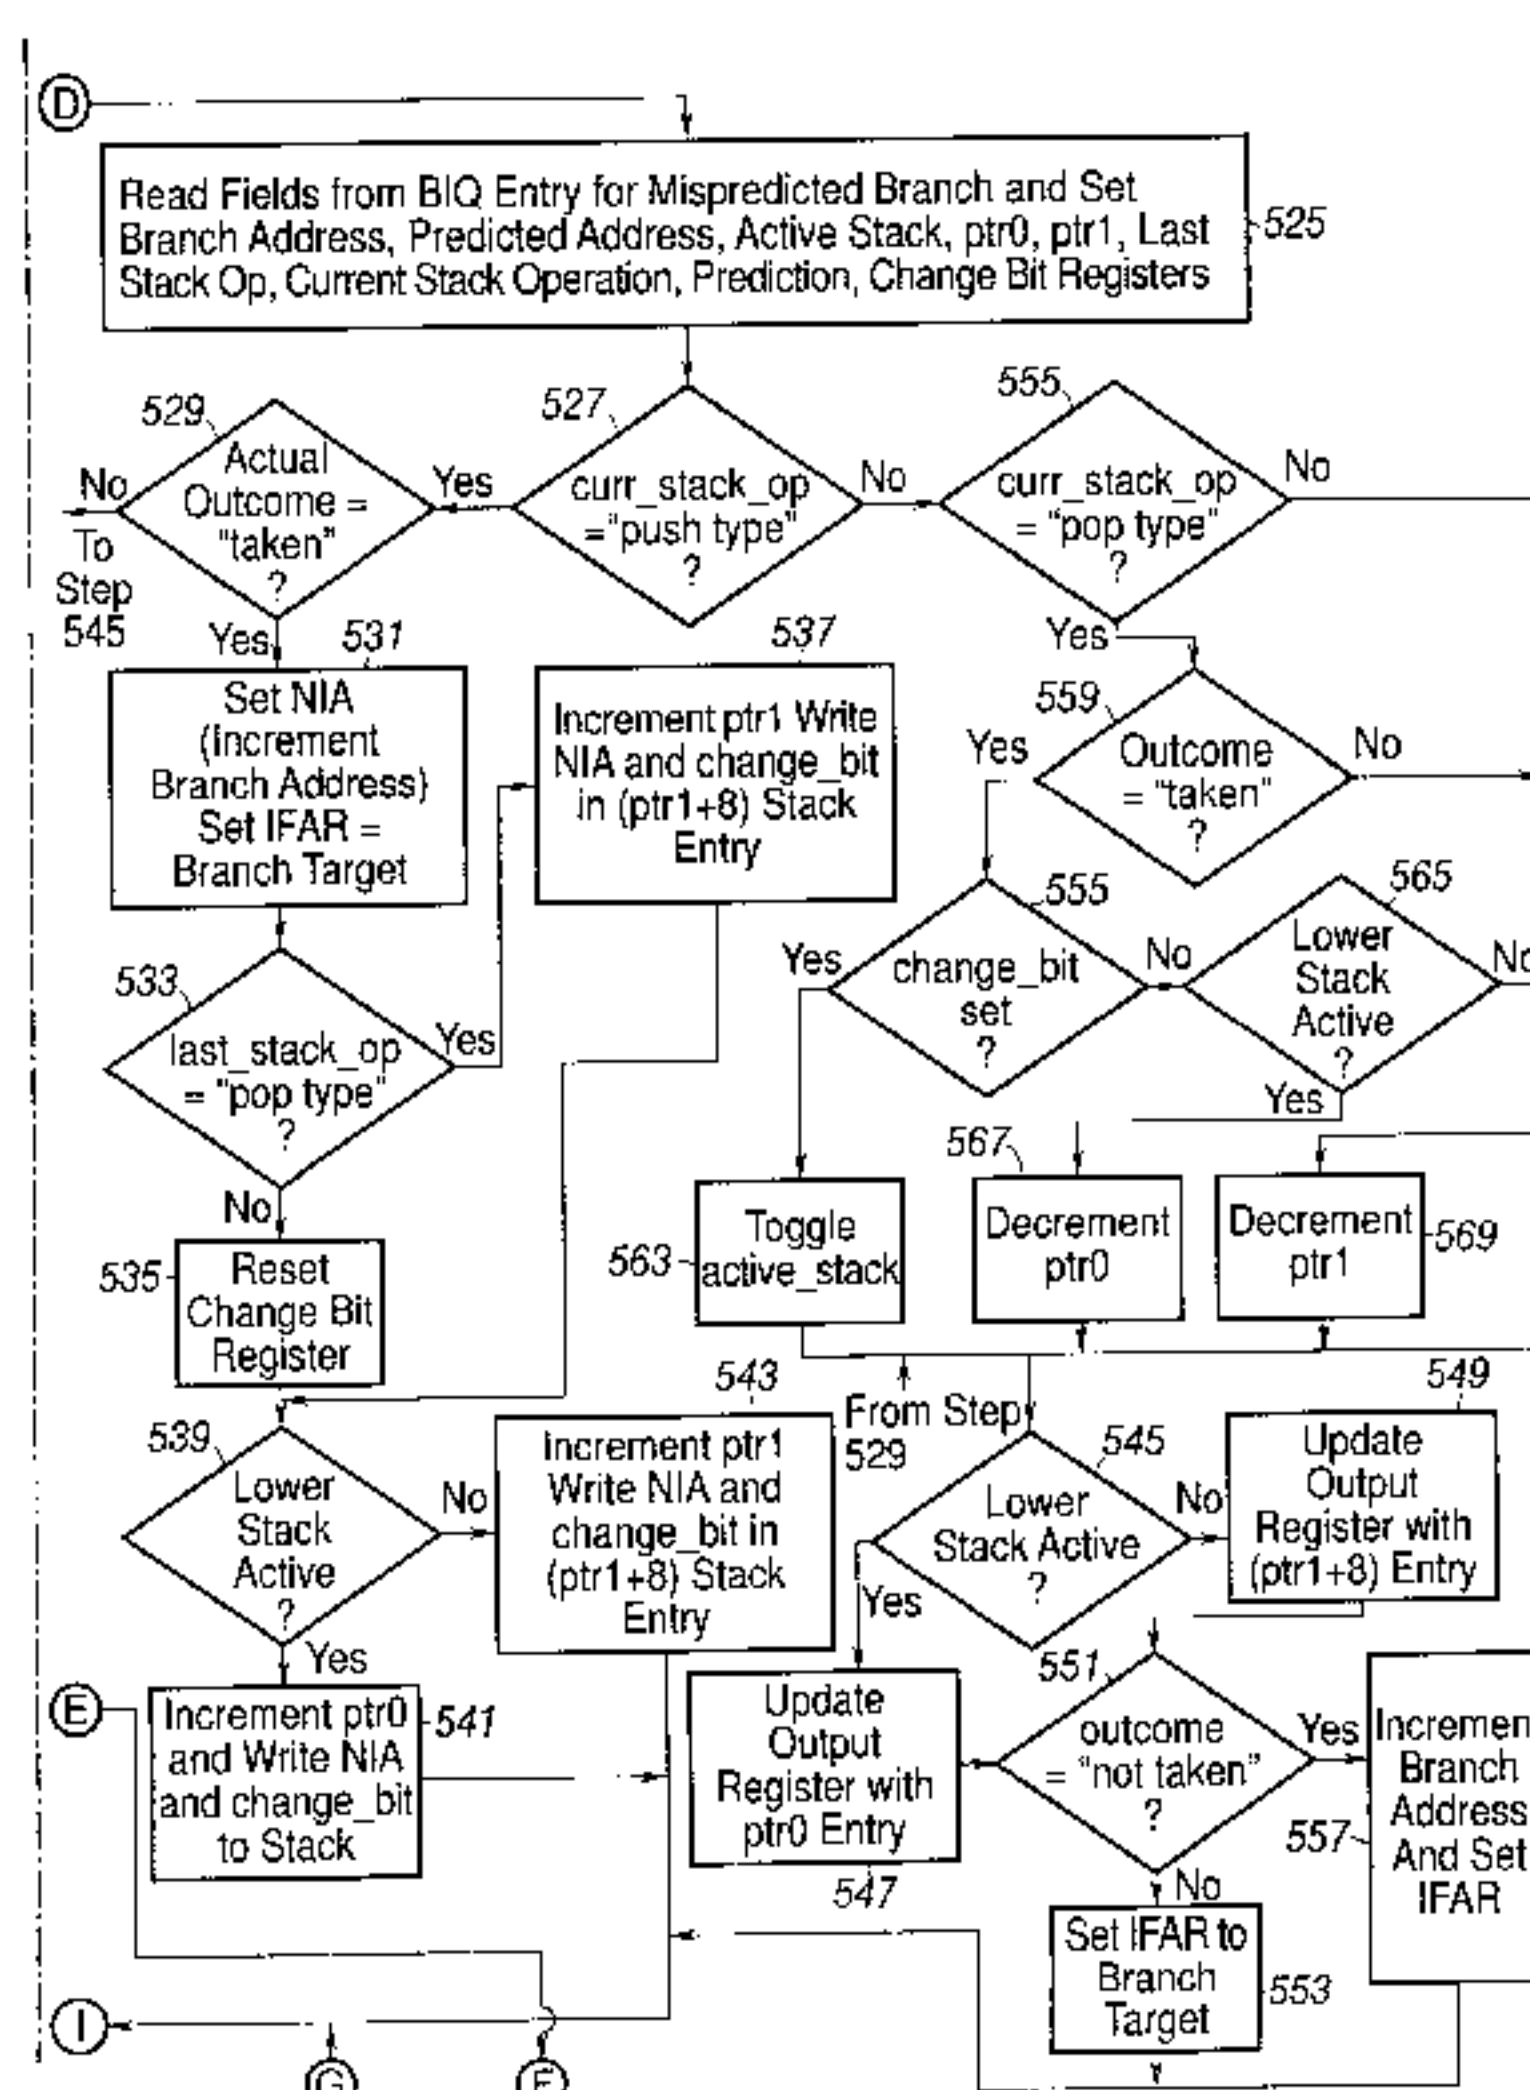 D
Read Fields from BIQ Entry for Mispredicted Branch and Set
Branch Address, Predicted Address, Active Stack, ptr0, ptr1, Last
Stack Op, Current Stack Operation, Prediction, Change Bit Registers
525
529
Actual
Outcome =
"taken"
?
No
To
Step
545
Yes
Yes
527
curr_stack_op
="push type"
?
No
555
curr_stack_op
= "pop type"
?
No
Yes
531
Set NIA
(Increment
Branch Address)
Set IFAR =
Branch Target
537
Increment ptr1 Write
NIA and change_bit
in (ptr1+8) Stack
Entry
559
Outcome
= "taken"
?
Yes
No
533
last_stack_op
= "pop type"
?
Yes
No
555
change_bit
set
?
Yes
No
565
Lower
Stack
Active
?
No
Yes
535
Reset
Change Bit
Register
563
Toggle
active_stack
567
Decrement
ptr0
Decrement
ptr1
569
From Step
529
539
Lower
Stack
Active
?
No
Yes
543
Increment ptr1
Write NIA and
change_bit in
(ptr1+8) Stack
Entry
545
Lower
Stack Active
?
No
Yes
549
Update
Output
Register with
(ptr1+8) Entry
E
Increment ptr0
and Write NIA
and change_bit
to Stack
541
Update
Output
Register with
ptr0 Entry
547
551
outcome
= "not taken"
?
Yes
No
Incremen
Branch
Address
And Set
IFAR
557
Set IFAR to
Branch
Target
553
I
G